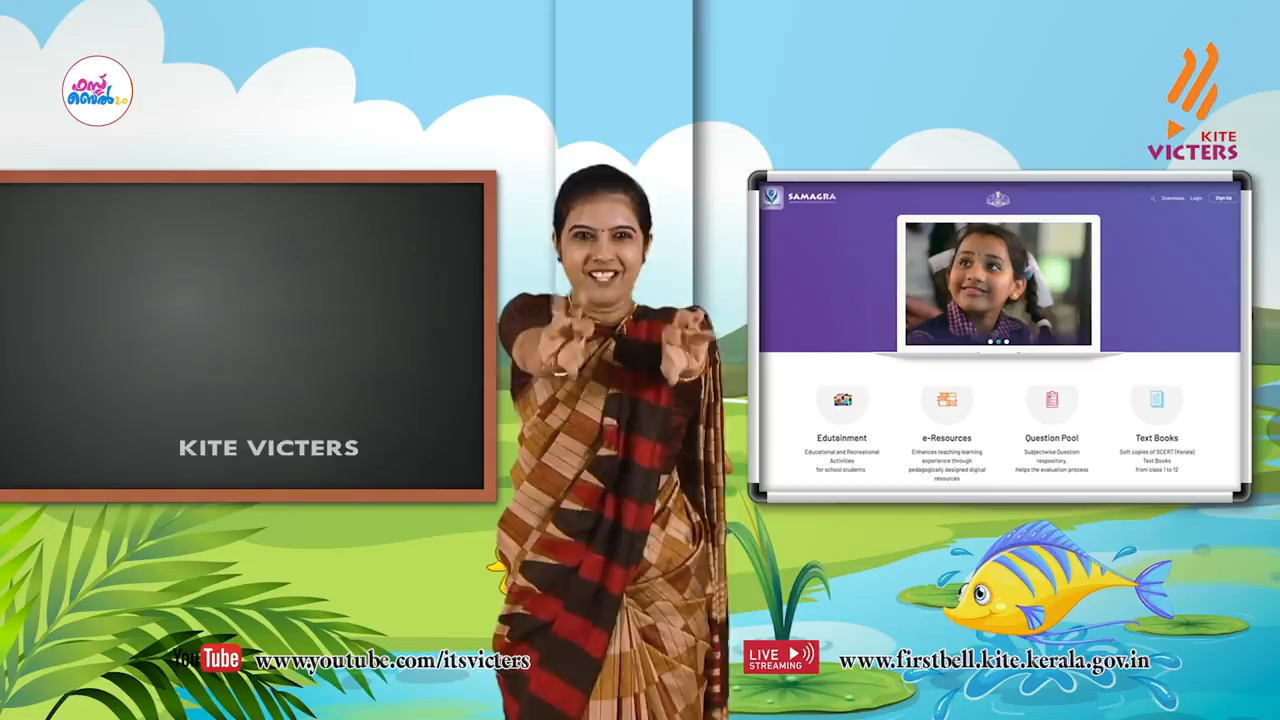 ഫസ്റ്റ്
ബെൽ 2.0
KITE
VICTERS
KITE VICTERS
SAMAGRA
Downloads Login Sign Up
Edutainment
Educational and Recreational
Activities
for school students
e-Resources
Enhances teaching learning
experience through
pedagogically designed digital
resources
Question Pool
Subjectwise Question
respository.
Helps the evaluation process
Text Books
Soft copies of SCERT (Kerala)
Text Books
from class 1 to 12
YouTube www.youtube.com/itsvicters
LIVE
STREAMING
www.firstbell.kite.kerala.gov.in